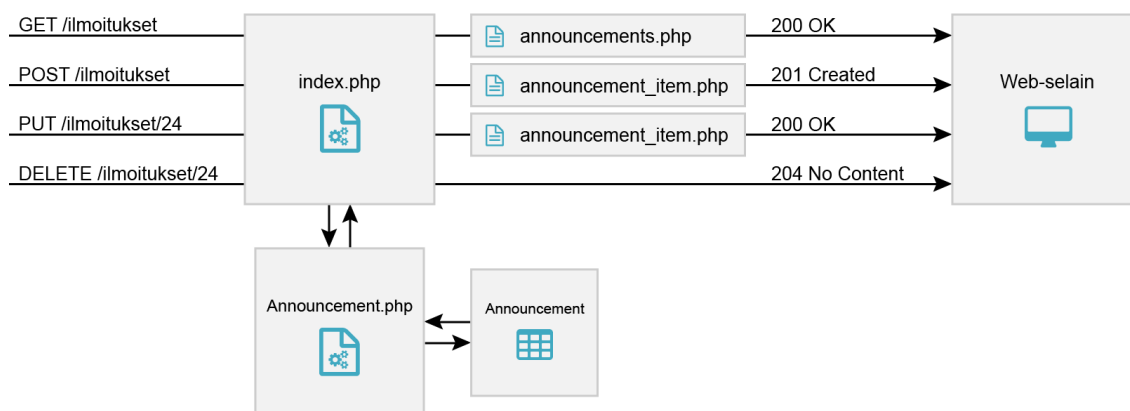 GET /ilmoitukset
announcements.php
200 OK
POST /ilmoitukset
index.php
announcement_item.php
201 Created
Web-selain
PUT /ilmoitukset/24
announcement_item.php
200 OK
DELETE /ilmoitukset/24
204 No Content
Announcement.php
Announcement